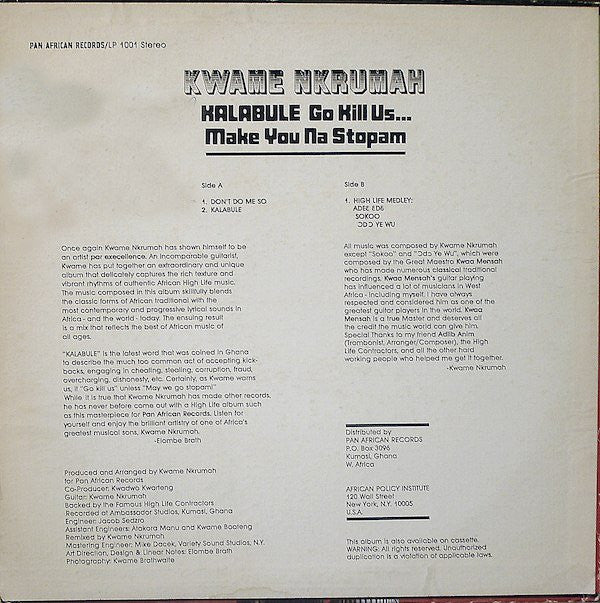 PAN AFRICAN RECORDS/LP 1001 Stereo
KWAME NKRUMAH
KALABULE Go Kill Us...
Make You Na Stopam
Side A
1. DON'T DO ME SO
2. KALABULE
Side B
1. HIGH LIFE MEDLEY:
ADEƐ ƐDƐ
SOKOO
ƆDƆ YE WU
Once again Kwame Nkrumah has shown himself to be
an artist par execellence. An incomparable guitarist,
Kwame has put together an extraordinary and unique
album that delicately captures the rich texture and
vibrant rhythms of authentic African High Life music.
The music composed in this album skillfully blends
the classic forms of African traditional with the
most contemporary and progressive lyrical sounds in
Africa - and the world - today. The ensuing result
is a mix that reflects the best of African music of
all ages.
"KALABULE" is the latest word that was coined in Ghana
to describe the much too common act of accepting kick-
backs, engaging in cheating, stealing, corruption, fraud,
overcharging, dishonesty, etc. Certainly, as Kwame warns
us, it "Go kill us" unless "May we go stopam!"
While it is true that Kwame Nkrumah has made other records,
he has never before come out with a High Life album such
as this masterpiece for Pan African Records. Listen for
yourself and enjoy the brilliant artistry of one of Africa's
greatest musical sons, Kwame Nkrumah.
-Elombe Brath
All music was composed by Kwame Nkrumah
except "Sokoo" and "Ɔdɔ Ye Wu", which were
composed by the Great Maestro Kwaa Mensah
who has made numerous classical traditional
recordings. Kwaa Mensah's guitar playing
has influenced a lot of musicians in West
Africa - including myself. I have always
respected and considered him as one of the
greatest guitar players in the world. Kwaa
Mensah is a true Master and deserves all
the credit the music world can give him.
Special Thanks to my friend Adlib Anim
(Trombonist, Arranger/Composer), the High
Life Contractors, and all the other hard
working people who helped me get it together.
-Kwame Nkrumah
Produced and Arranged by Kwame Nkrumah
for Pan African Records
Co-Producer: Kwadwo Kwarteng
Guitar: Kwame Nkrumah
Backed by the Famous High Life Contractors
Recorded at Ambassador Studios, Kumasi, Ghana
Engineer: Jacob Sedzro
Assistant Engineers: Atakora Manu and Kwame Boateng
Remixed by Kwame Nkrumah
Mastering Engineer: Mike Dacek, Variety Sound Studios, N.Y.
Art Direction, Design & Linear Notes: Elombe Brath
Photography: Kwame Brathwaite
Distributed by
PAN AFRICAN RECORDS
P.O. Box 3096
Kumasi, Ghana
W. Africa
AFRICAN POLICY INSTITUTE
120 Wall Street
New York, N.Y. 10005
U.S.A.
This album is also available on cassette.
WARNING: All rights reserved. Unauthorized
duplication is a violation of applicable laws.